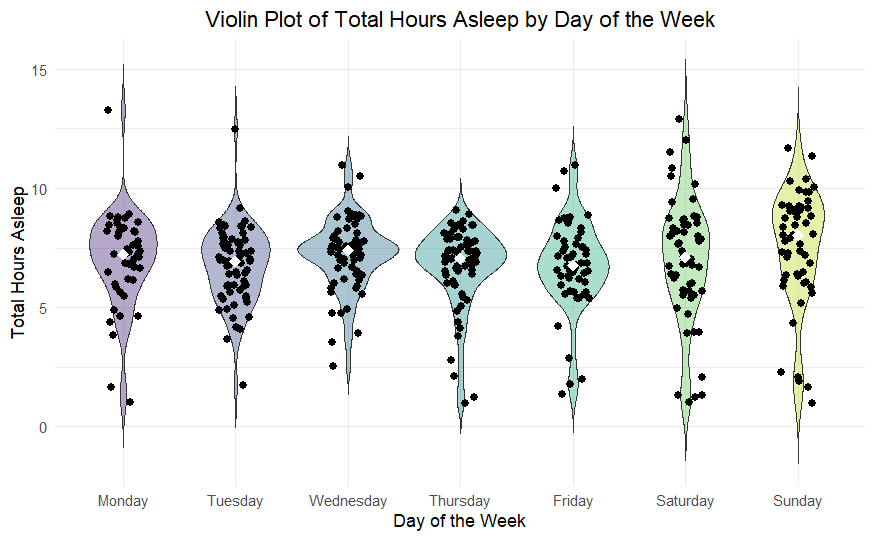 Violin Plot of Total Hours Asleep by Day of the Week
Total Hours Asleep
15
10
5
0
Monday Tuesday Wednesday Thursday Friday Saturday Sunday
Day of the Week